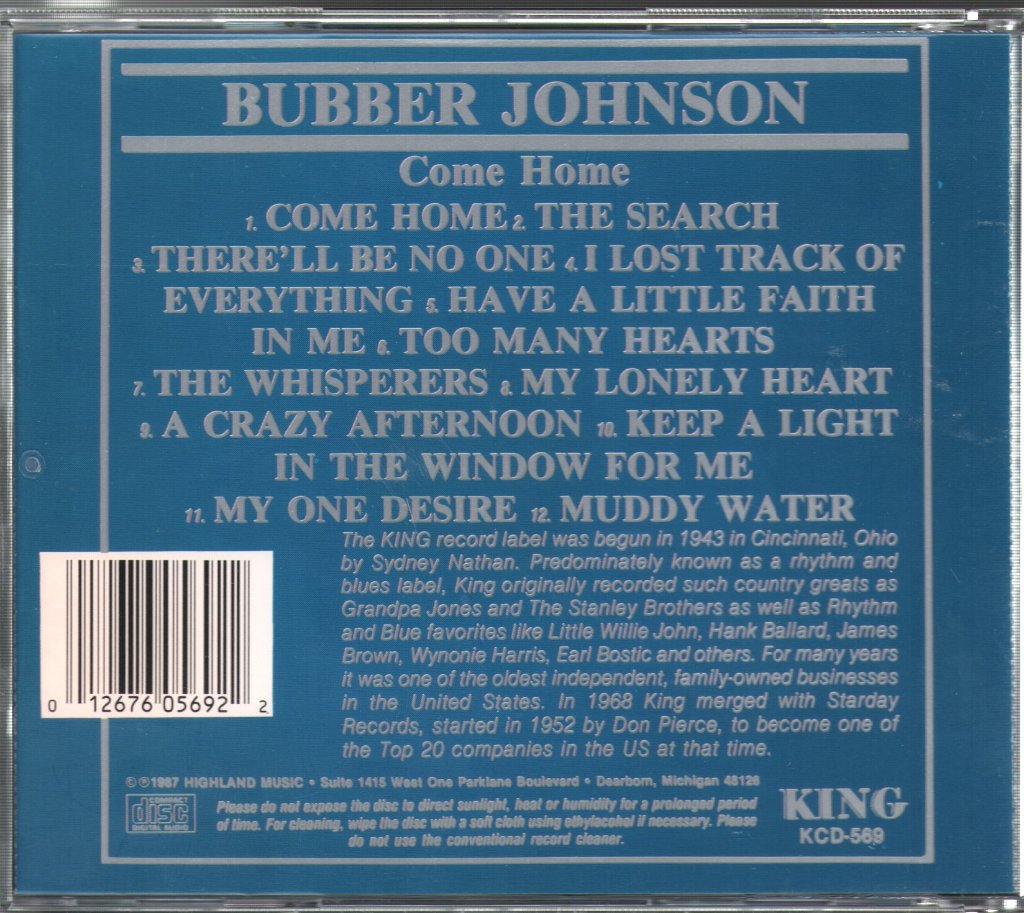 BUBBER JOHNSON
Come Home
1. COME HOME 2. THE SEARCH
3. THERE'LL BE NO ONE 4. I LOST TRACK OF
EVERYTHING 5. HAVE A LITTLE FAITH
IN ME 6. TOO MANY HEARTS
7. THE WHISPERERS 8. MY LONELY HEART
9. A CRAZY AFTERNOON 10. KEEP A LIGHT
IN THE WINDOW FOR ME
11. MY ONE DESIRE 12. MUDDY WATER
The KING record label was begun in 1943 in Cincinnati, Ohio
by Sydney Nathan. Predominately known as a rhythm and
blues label, King originally recorded such country greats as
Grandpa Jones and The Stanley Brothers as well as Rhythm
and Blue favorites like Little Willie John, Hank Ballard, James
Brown, Wynonie Harris, Earl Bostic and others. For many years
it was one of the oldest independent, family-owned businesses
in the United States. In 1968 King merged with Starday
Records, started in 1952 by Don Pierce, to become one of
the Top 20 companies in the US at that time.
0 12676 05692 2
©℗1987 HIGHLAND MUSIC • Suite 1415 West One Parklane Boulevard • Dearborn, Michigan 48126
COMPACT
disc
DIGITAL AUDIO
Please do not expose the disc to direct sunlight, heat or humidity for a prolonged period
of time. For cleaning, wipe the disc with a soft cloth using ethylacohol if necessary. Please
do not use the conventional record cleaner.
KING
KCD-569